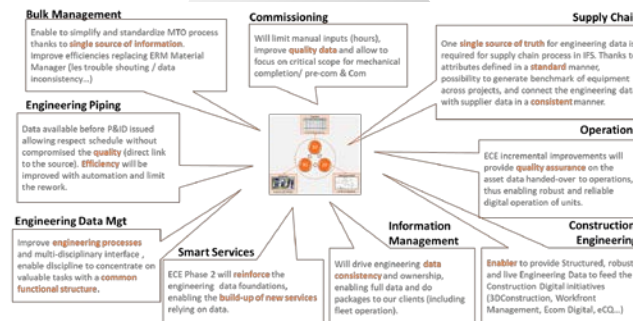 Bulk Management
Enable to simplify and standardize MTO process
thanks to single source of information.
Improve efficiencies replacing ERM Material
Manager (les trouble shouting / data
inconsistency...)
Commissioning
Will limit manual inputs (hours),
improve quality data and allow to
focus on critical scope for mechanical
completion/ pre-com & Com
Supply Chai
One single source of truth for engineering data is
required for supply chain process in IFS. Thanks to
attributes defined in a standard manner,
possibility to generate benchmark of equipment
across projects, and connect the engineering dat
with supplier data in a consistent manner.
Engineering Piping
Data available before P&ID issued
allowing respect schedule without
compromised the quality (direct link
to the source). Efficiency will be
improved with automation and limit
the rework.
Operation
ECE incremental improvements will
provide quality assurance on the
asset data handed-over to operations,
thus enabling robust and reliable
digital operation of units.
Engineering Data Mgt
Improve engineering processes
and multi-disciplinary interface ,
enable discipline to concentrate on
valuable tasks with a common
functional structure.
Smart Services
ECE Phase 2 will reinforce the
engineering data foundations,
enabling the build-up of new services
relying on data.
Information
Management
Will drive engineering data
consistency and ownership,
enabling full data and do
packages to our clients (including
fleet operation).
Construction
Engineering
Enabler to provide Structured, robust
and live Engineering Data to feed the
Construction Digital initiatives
(3DConstruction, Workfront
Management, Ecom Digital, eCQ...)